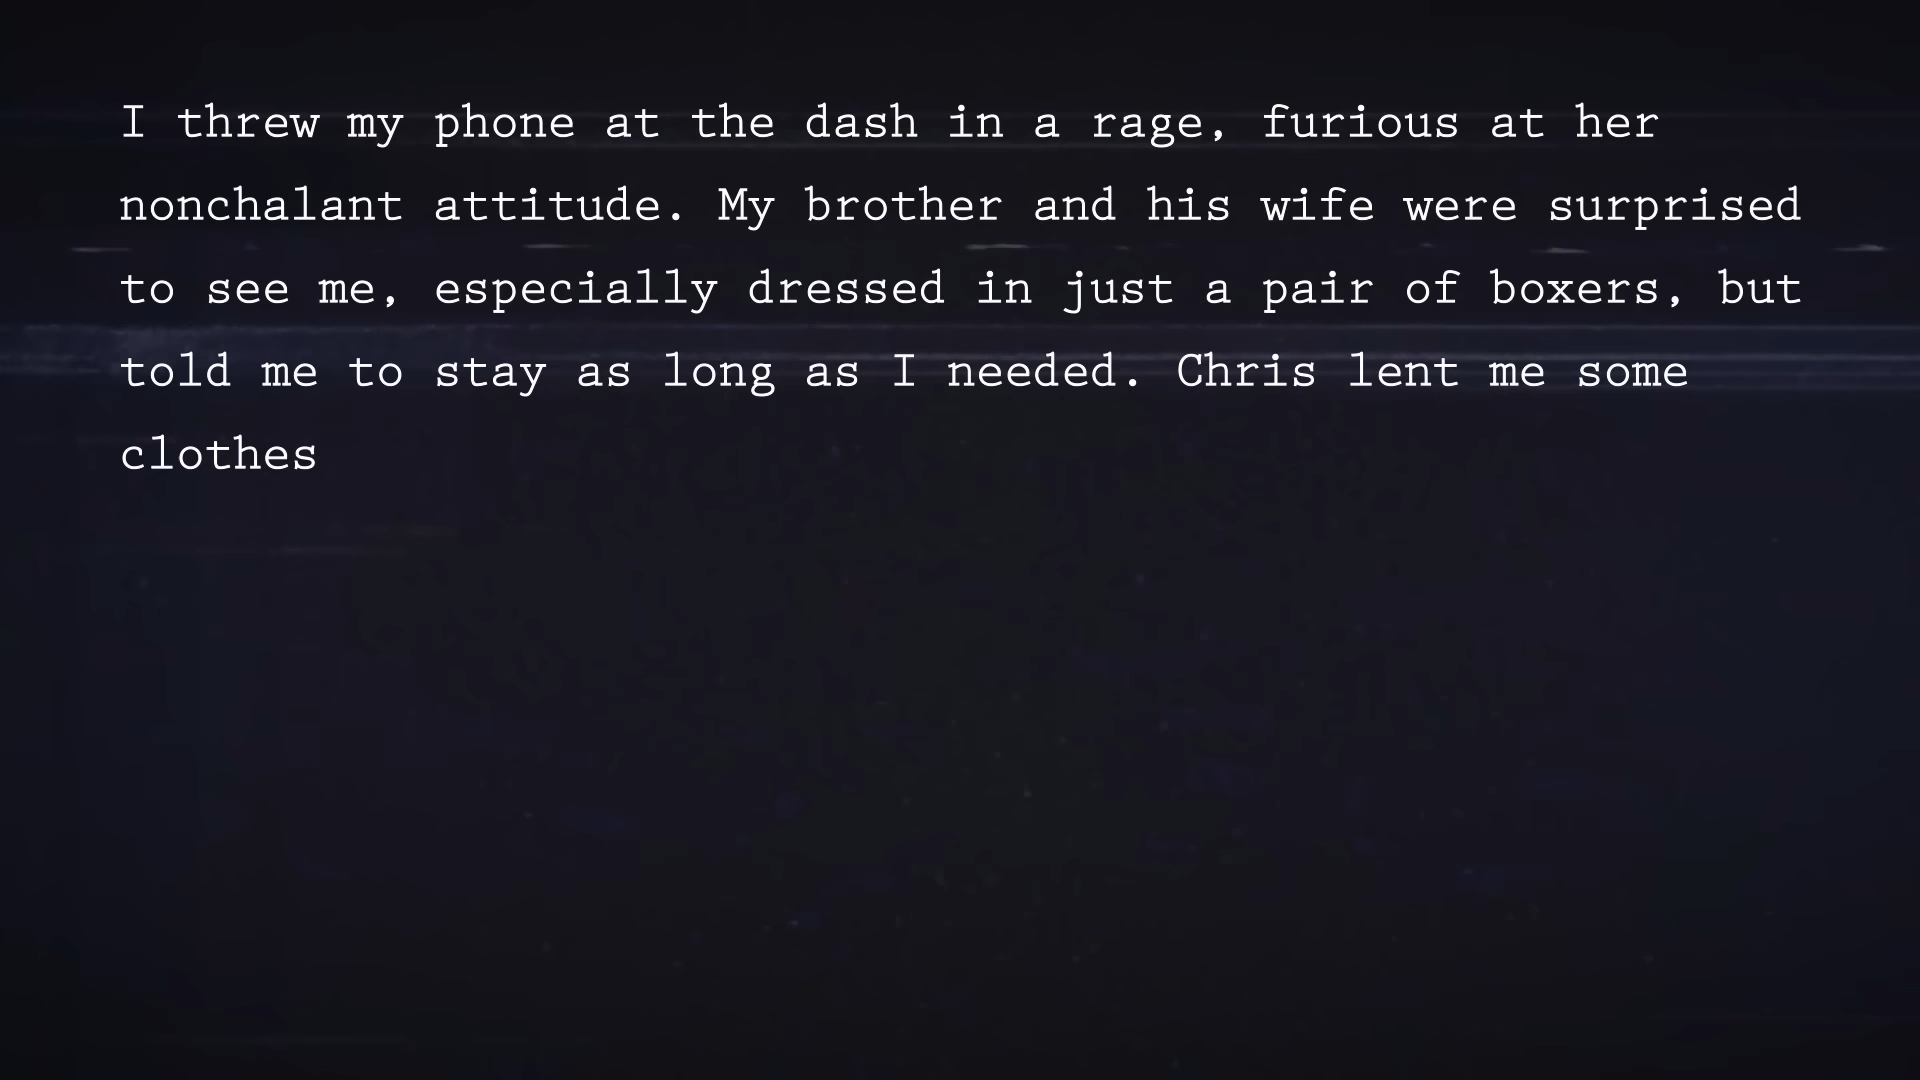 I threw my phone at the dash in a rage, furious at her
nonchalant attitude. My brother and his wife were surprised
to see me, especially dressed in just a pair of boxers, but
told me to stay as long as I needed. Chris lent me some
clothes